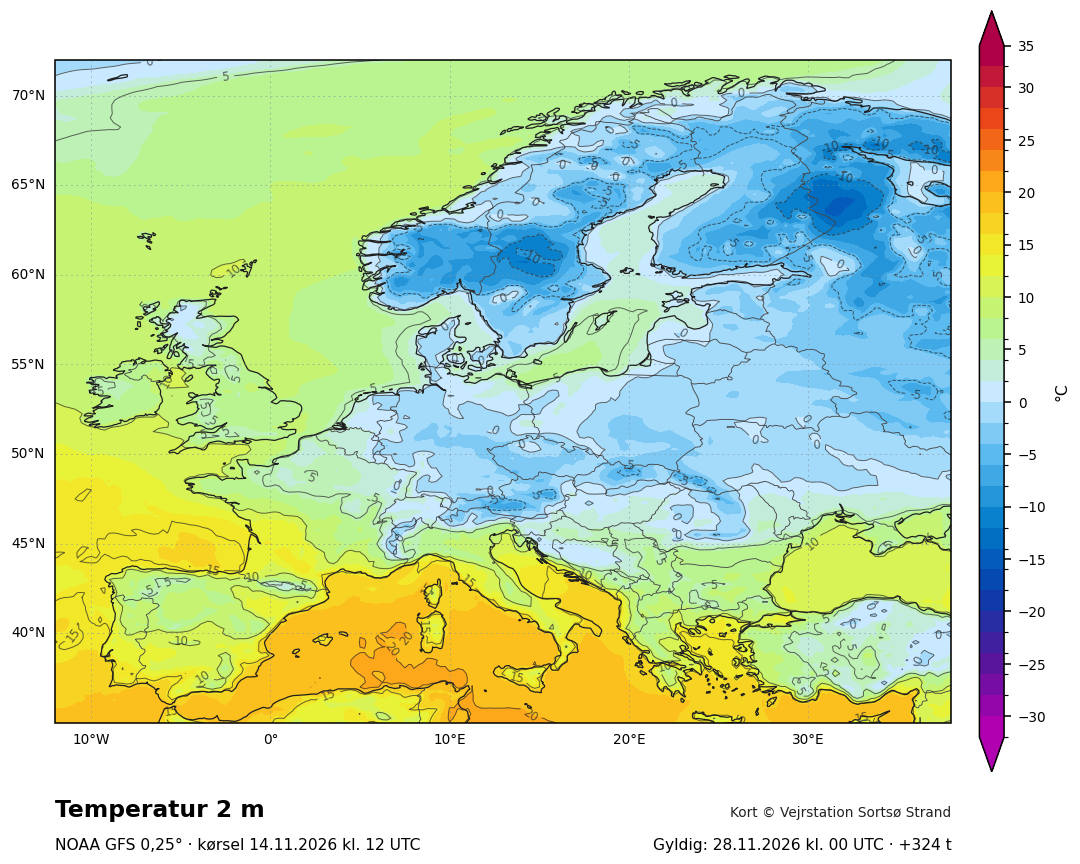 35
30
25
20
15
10
5
0
−5
−10
−15
−20
−25
−30
°C
70°N
65°N
60°N
55°N
50°N
45°N
40°N
10°W 0° 10°E 20°E 30°E
Temperatur 2 m
Kort © Vejrstation Sortsø Strand
NOAA GFS 0,25° · kørsel 14.11.2026 kl. 12 UTC
Gyldig: 28.11.2026 kl. 00 UTC · +324 t